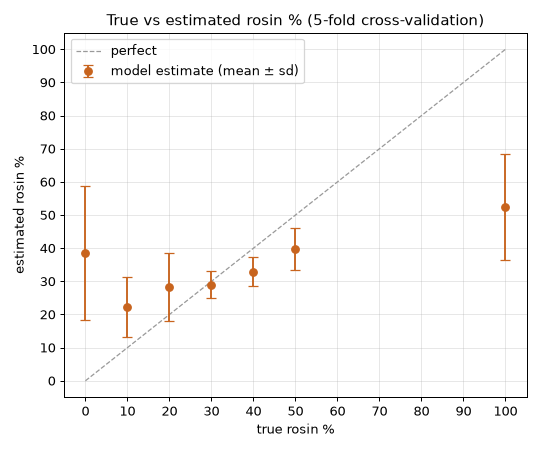 True vs estimated rosin % (5-fold cross-validation)
perfect
model estimate (mean ± sd)
estimated rosin %
100
90
80
70
60
50
40
30
20
10
0
0 10 20 30 40 50 60 70 80 90 100
true rosin %